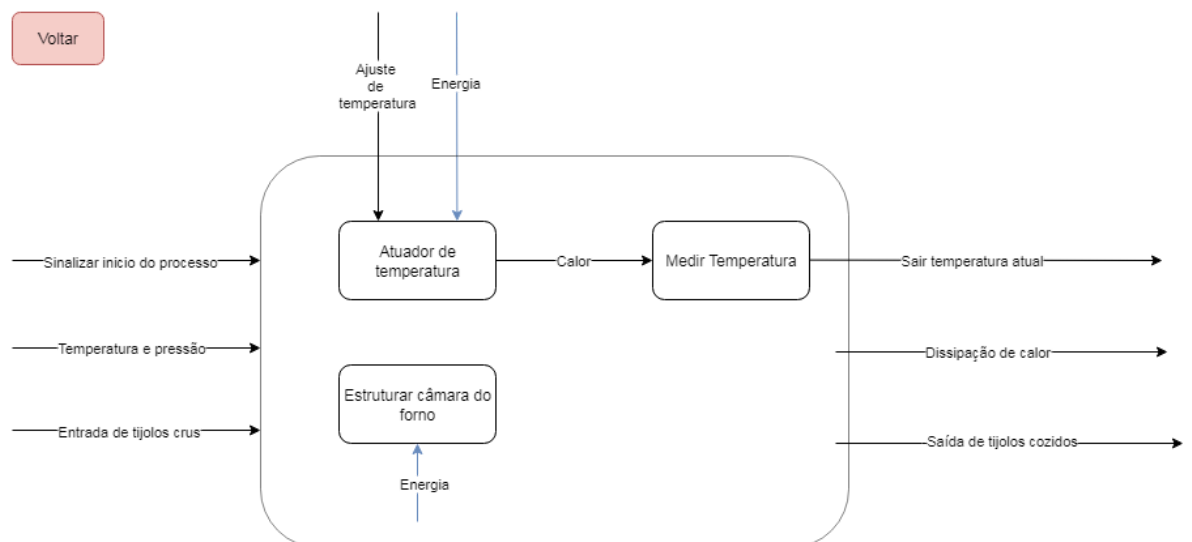 Voltar
Ajuste
de
temperatura
Energia
Atuador de
temperatura
Calor
Medir Temperatura
Sinalizar inicio do processo
Sair temperatura atual
Temperatura e pressão
Dissipação de calor
Estruturar câmara do
forno
Entrada de tijolos crus
Saída de tijolos cozidos
Energia